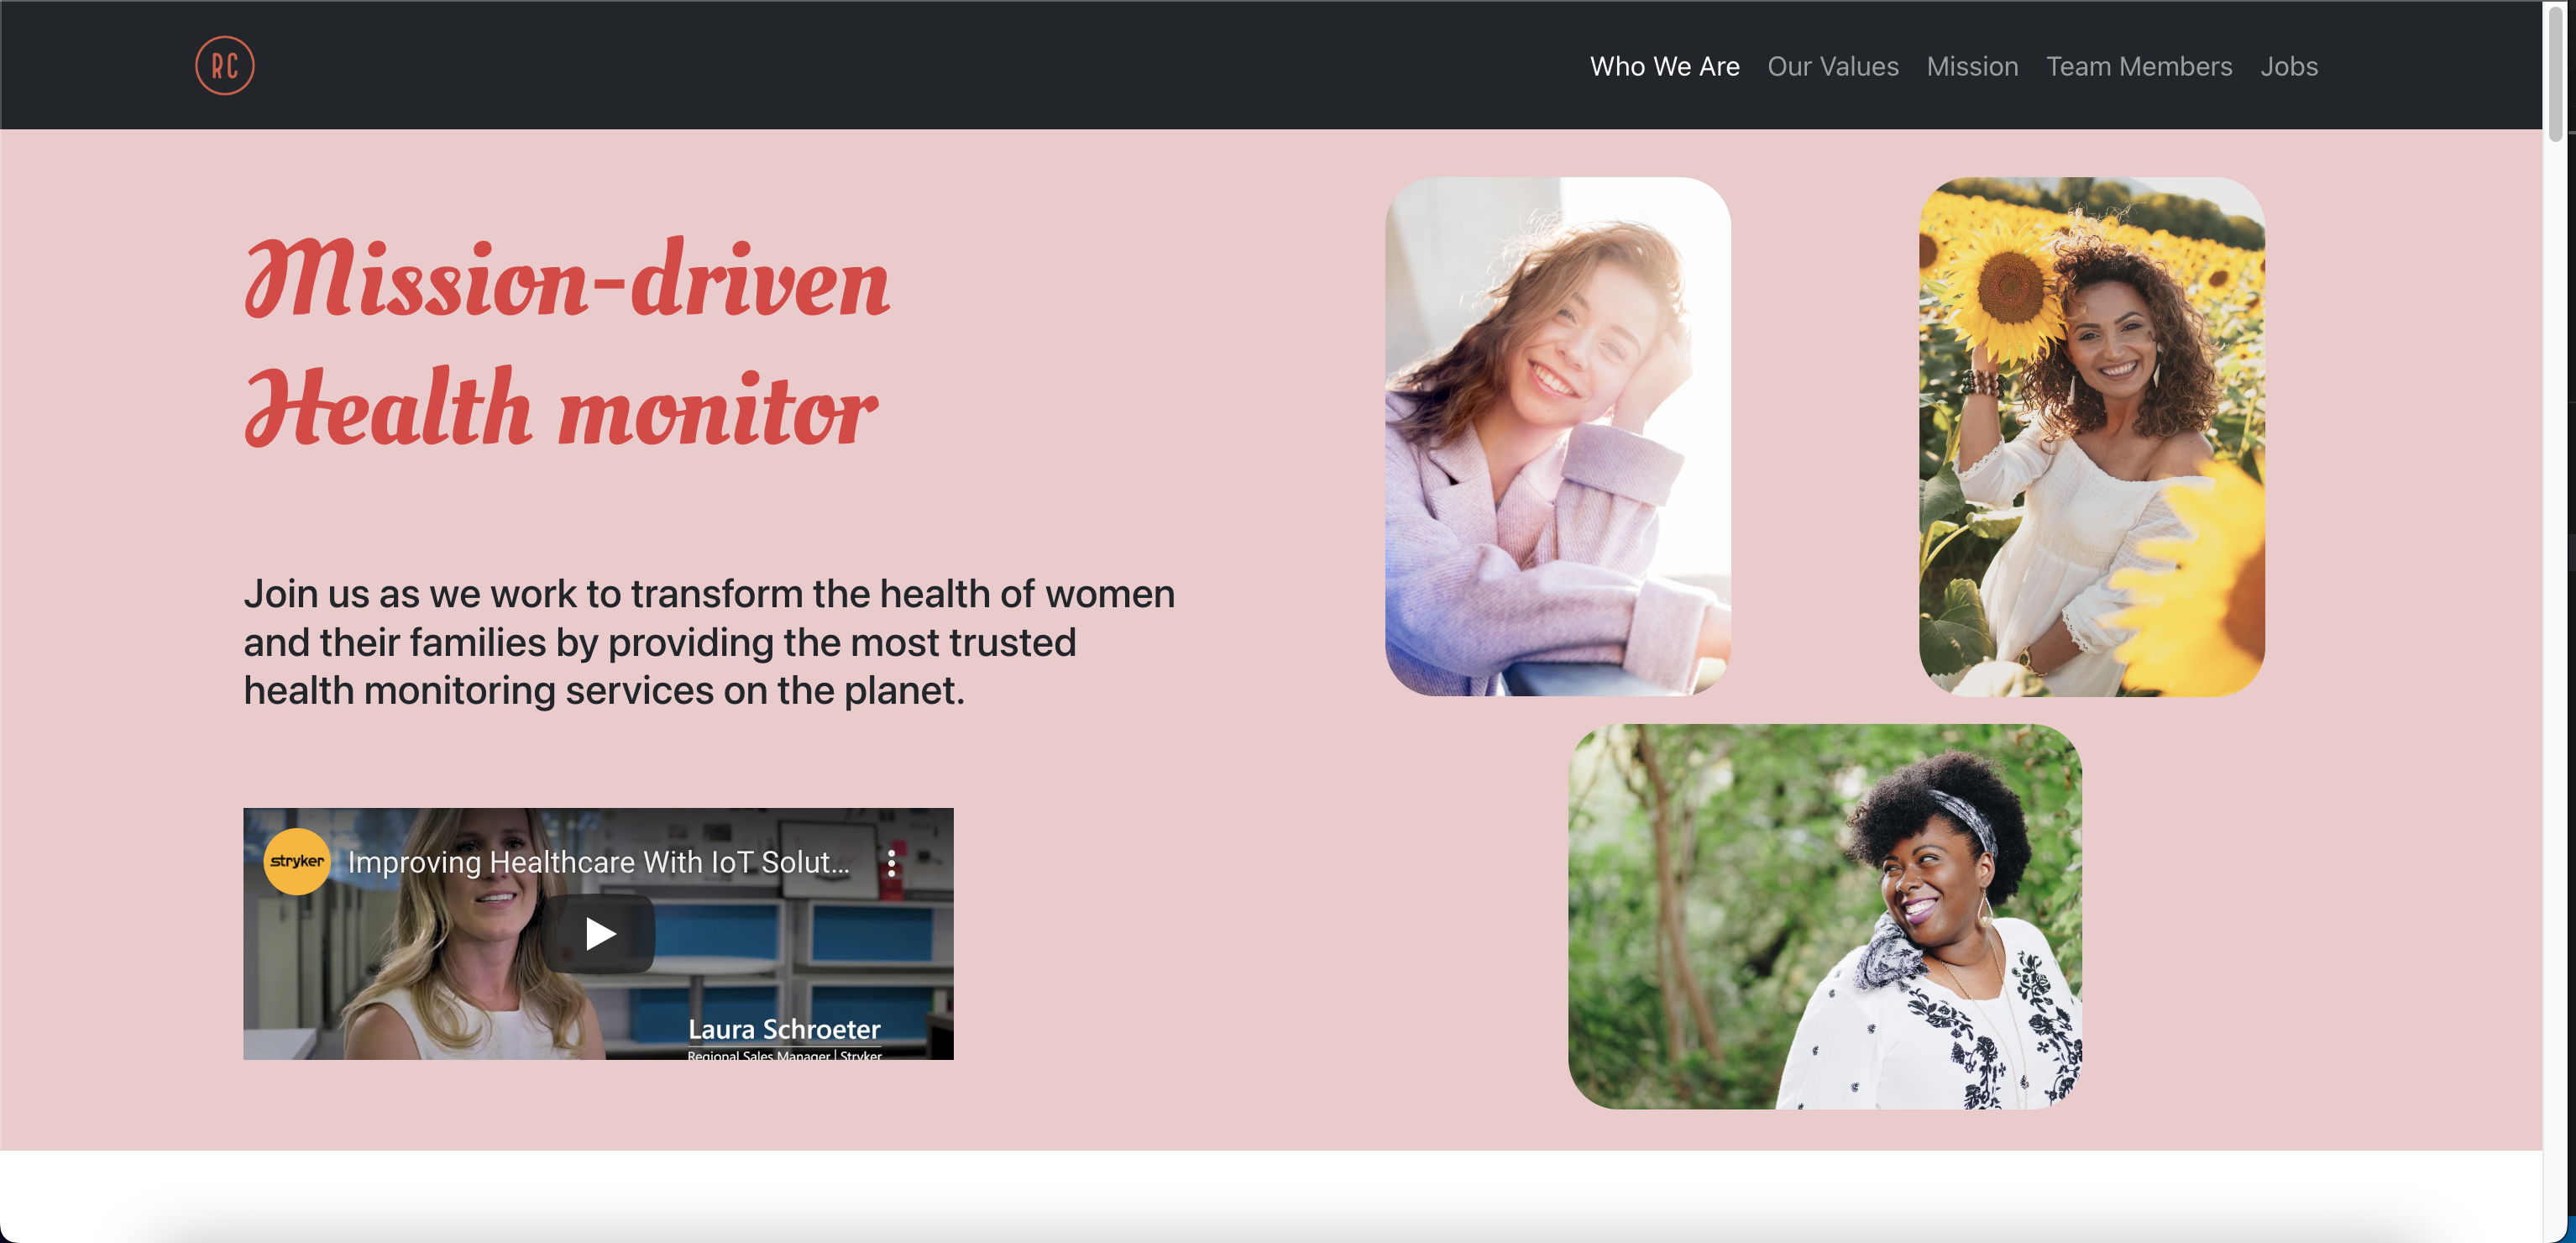 RC
Who We Are Our Values Mission Team Members Jobs
Mission-driven
Health monitor
Join us as we work to transform the health of women
and their families by providing the most trusted
health monitoring services on the planet.
stryker
Improving Healthcare With IoT Solut...
Laura Schroeter
Regional Sales Manager | Stryker